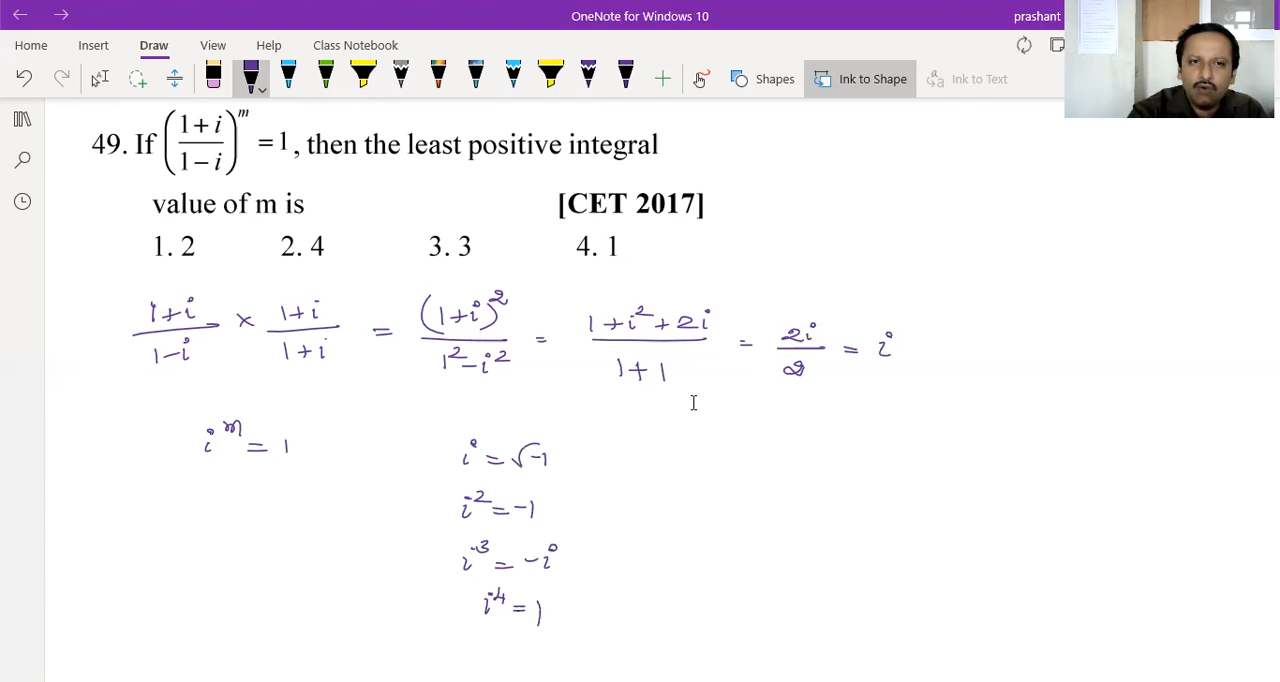 OneNote for Windows 10
prashant
Home Insert Draw View Help Class Notebook
Shapes Ink to Shape Ink to Text
49. If ((1+i)/(1−i))^m = 1, then the least positive integral
value of m is [CET 2017]
1. 2 2. 4 3. 3 4. 1
(1+i)/(1−i) × (1+i)/(1+i) = (1+i)²/(1²−i²) = (1+i²+2i)/(1+1) = 2i/2 = i
i^m = 1
i = √−1
i² = −1
i³ = −i
i⁴ = 1